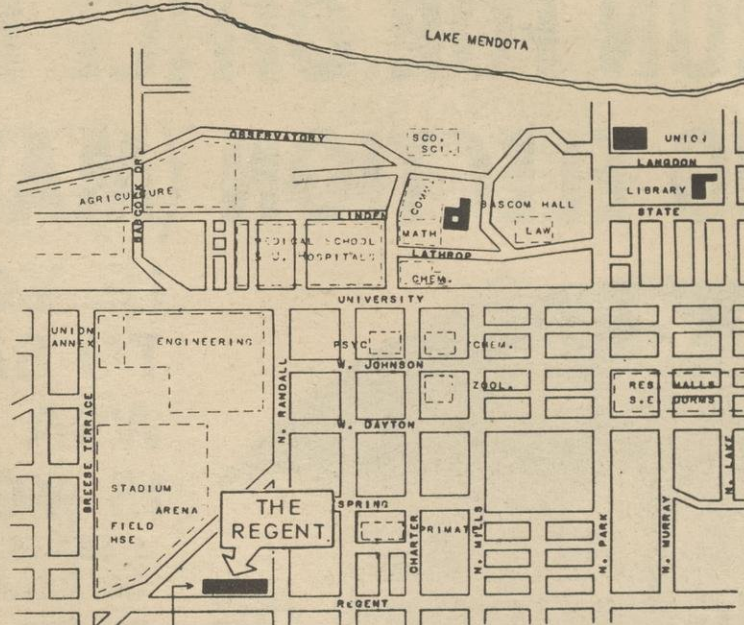 LAKE MENDOTA
OBSERVATORY
SCO. SCI.
UNION
LANGDON
BABCOCK DR
AGRICULTURE
COMM
LIBRARY
BASCOM HALL
LINDEN
STATE
MATH
LAW
MEDICAL SCHOOL
S U. HOSPITALS
LATHROP
CHEM.
UNIVERSITY
UNION
ANNEX
ENGINEERING
PSYC
CHEM.
W. JOHNSON
N. RANDALL
ZOOL.
RES HALLS
S.E DORMS
BREESE TERRACE
W. DAYTON
N. LAKE
STADIUM
ARENA
FIELD
HSE
THE
REGENT
SPRING
CHARTER
PRIMATE
N. MILLS
N. PARK
N. MURRAY
REGENT